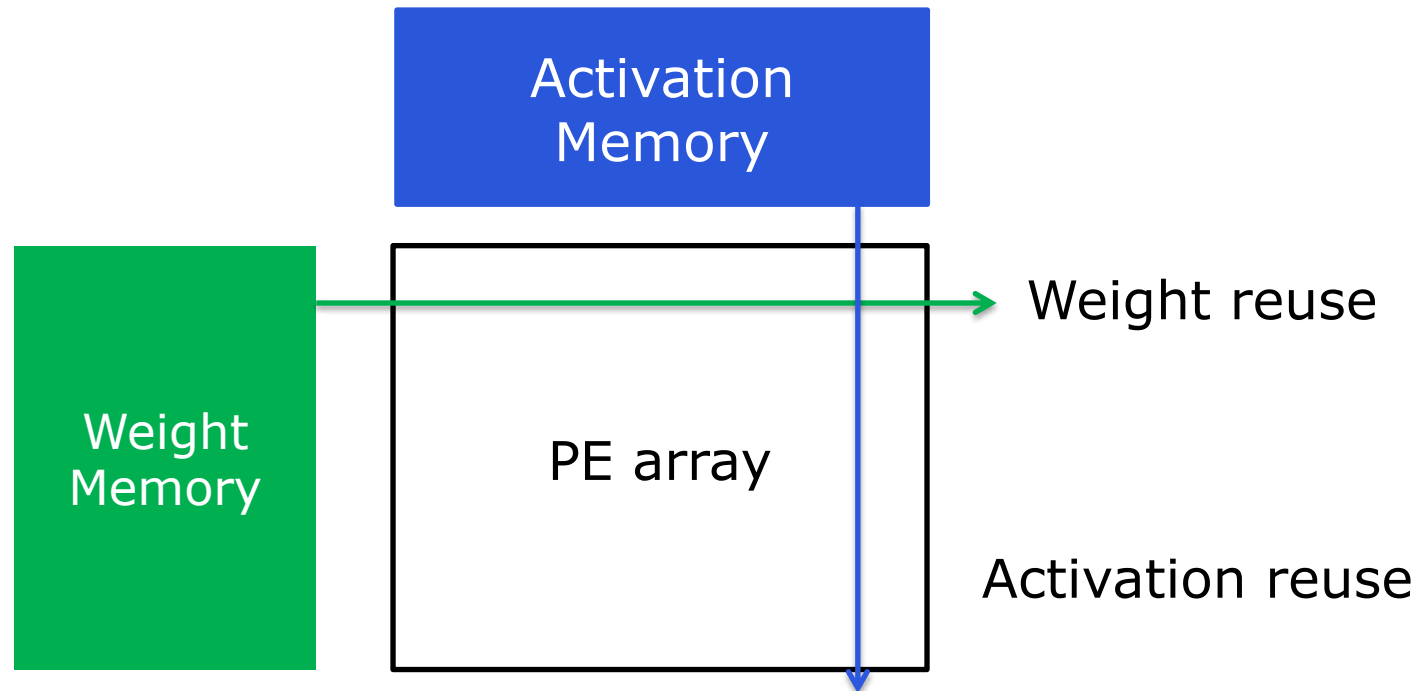 Activation
Memory
Weight reuse
Weight
Memory
PE array
Activation reuse